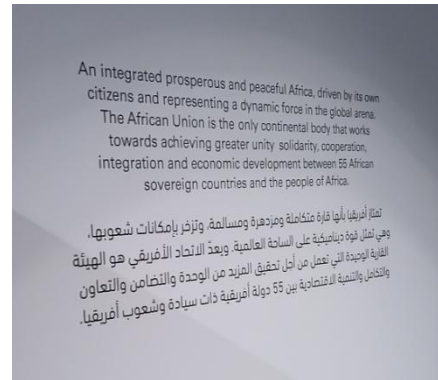 An integrated prosperous and peaceful Africa, driven by its own
citizens and representing a dynamic force in the global arena.
The African Union is the only continental body that works
towards achieving greater unity solidarity, cooperation,
integration and economic development between 55 African
sovereign countries and the people of Africa.
تمتاز أفريقيا بأنها قارة متكاملة ومزدهرة ومسالمة، وتزخر بإمكانات شعوبها،
وهي تمثل قوة ديناميكية على الساحة العالمية. ويعدّ الاتحاد الأفريقي هو الهيئة
القارية الوحيدة التي تعمل من أجل تحقيق المزيد من الوحدة والتضامن والتعاون
والتكامل والتنمية الاقتصادية بين 55 دولة أفريقية ذات سيادة وشعوب أفريقيا.